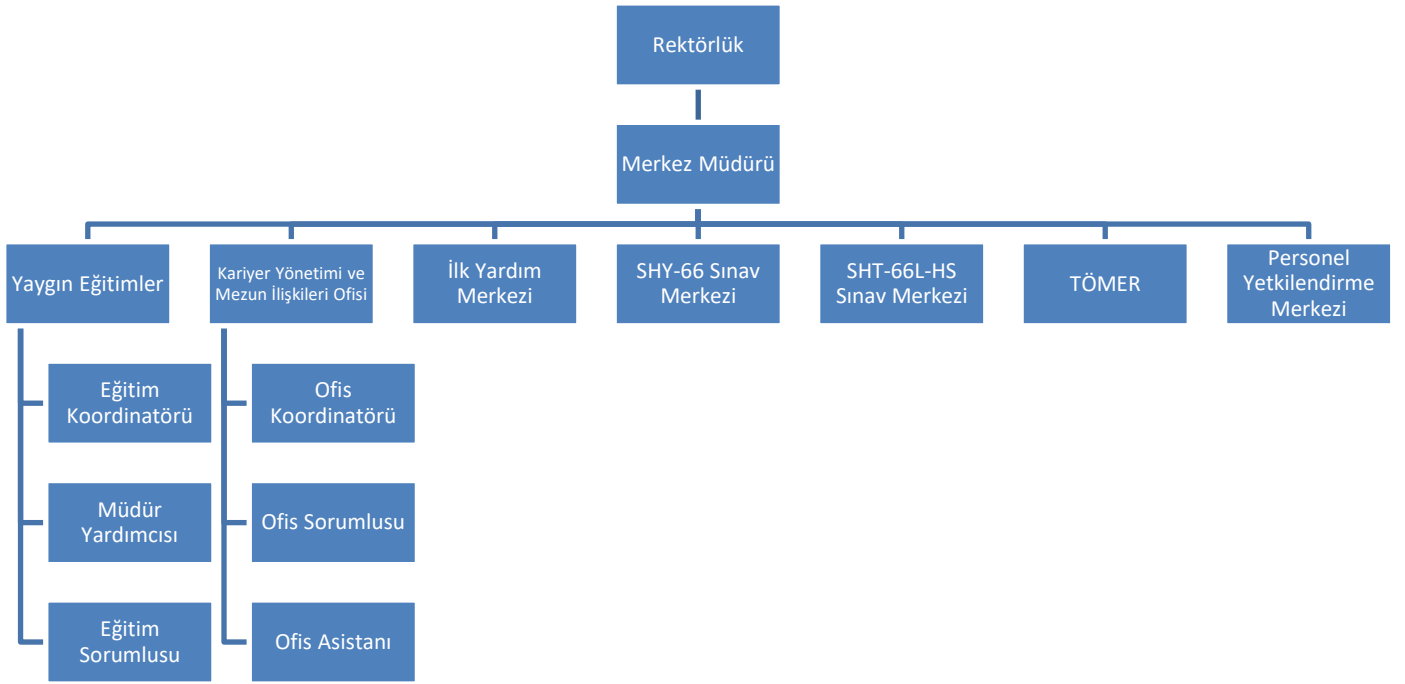 Rektörlük
Merkez Müdürü
Yaygın Eğitimler
Kariyer Yönetimi ve
Mezun İlişkileri Ofisi
İlk Yardım
Merkezi
SHY-66 Sınav
Merkezi
SHT-66L-HS
Sınav Merkezi
TÖMER
Personel
Yetkilendirme
Merkezi
Eğitim
Koordinatörü
Ofis
Koordinatörü
Müdür
Yardımcısı
Ofis Sorumlusu
Eğitim
Sorumlusu
Ofis Asistanı